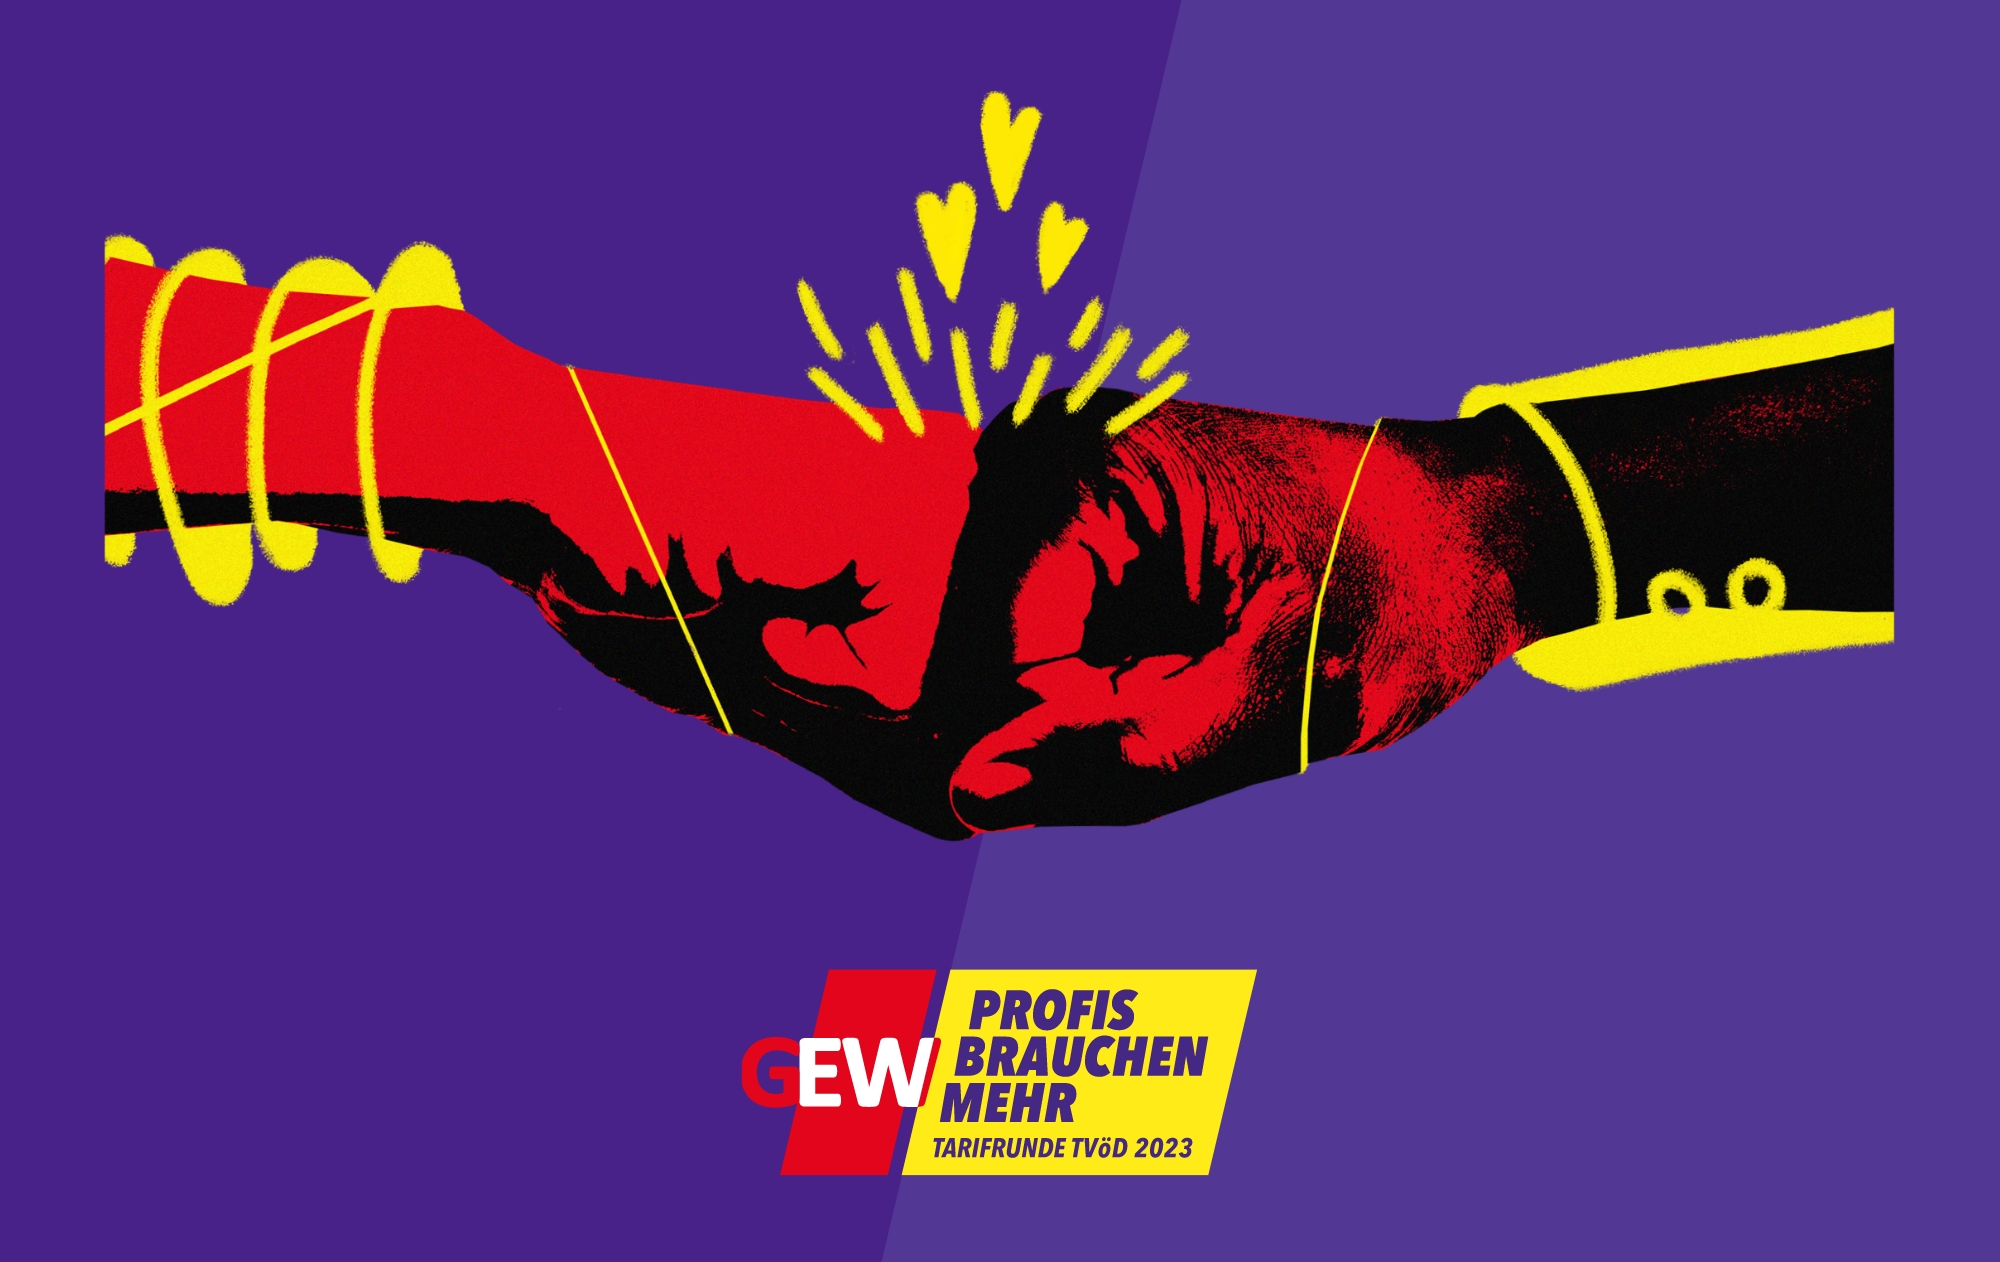 GEW
PROFIS
BRAUCHEN
MEHR
TARIFRUNDE TVöD 2023